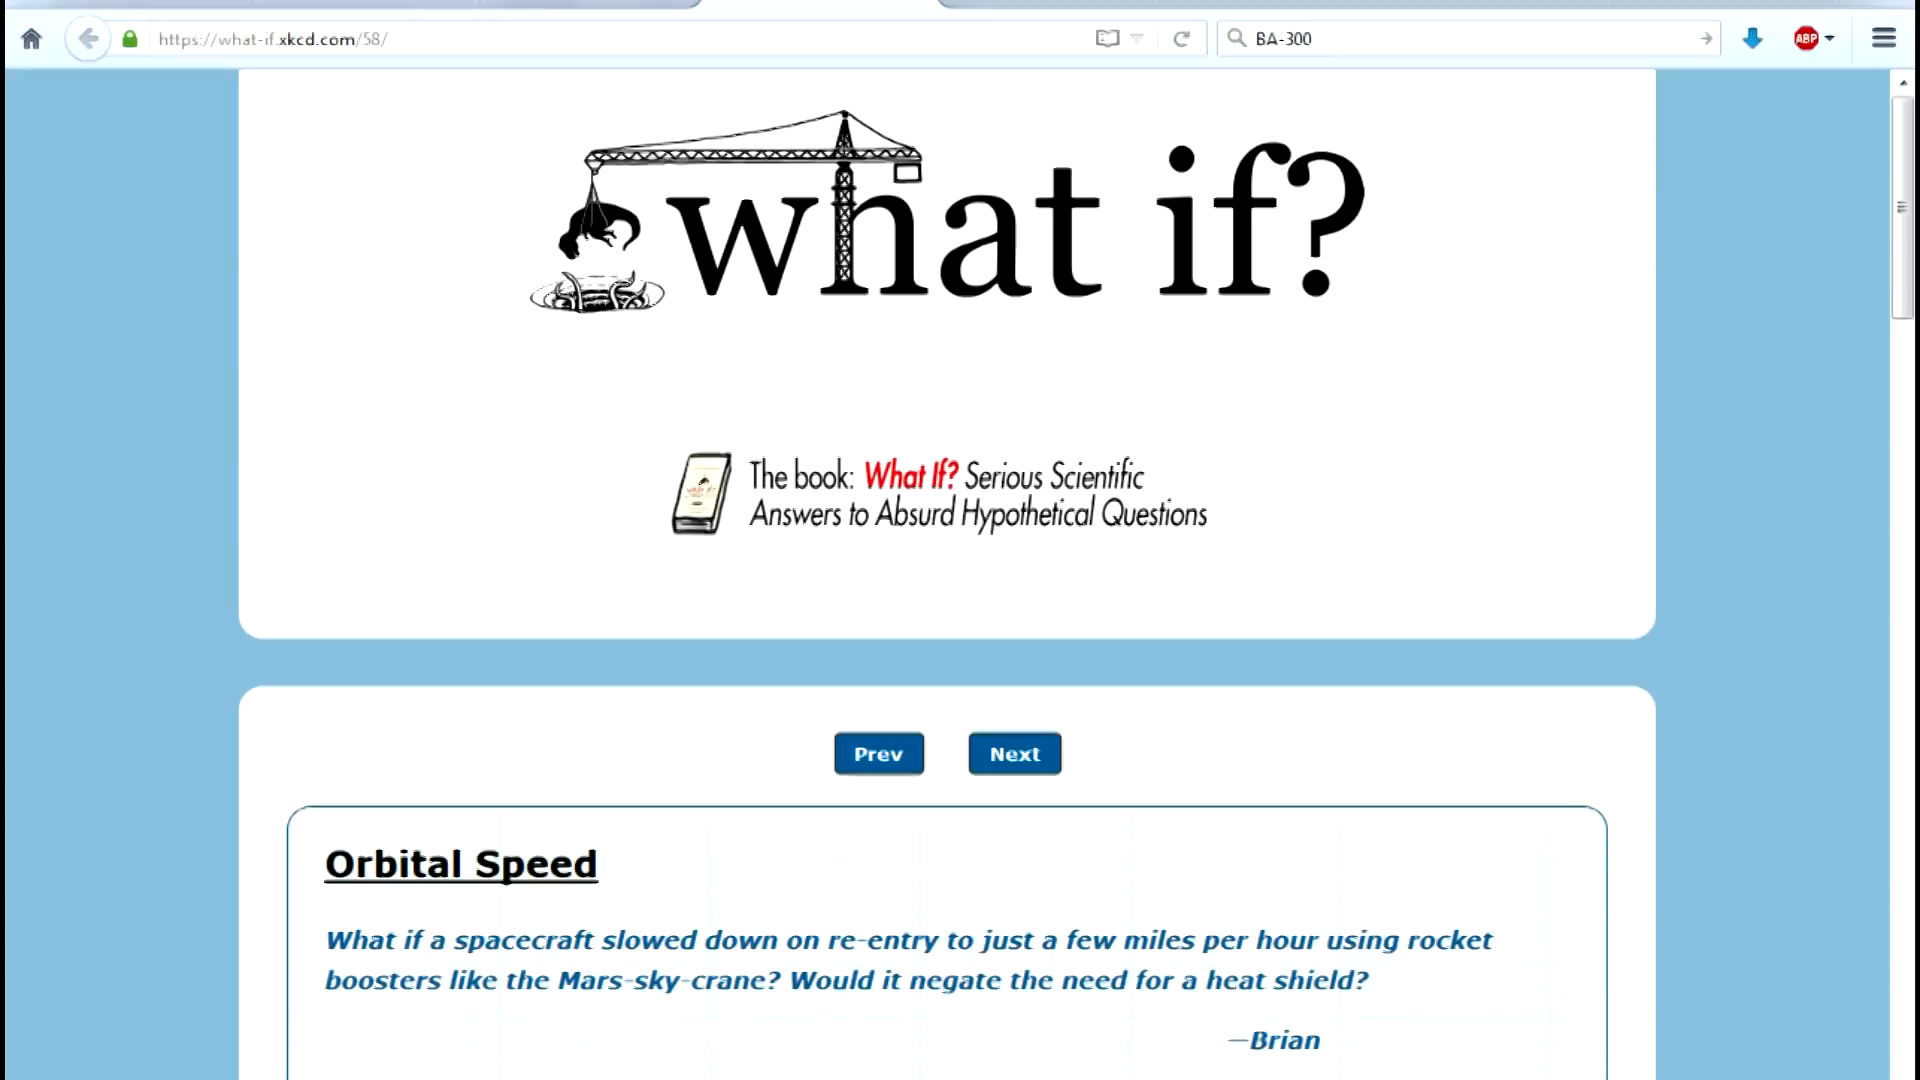 https://what-if.xkcd.com/58/
BA-300
ABP
what if?
The book: What If? Serious Scientific
Answers to Absurd Hypothetical Questions
Prev
Next
Orbital Speed
What if a spacecraft slowed down on re-entry to just a few miles per hour using rocket
boosters like the Mars-sky-crane? Would it negate the need for a heat shield?
—Brian